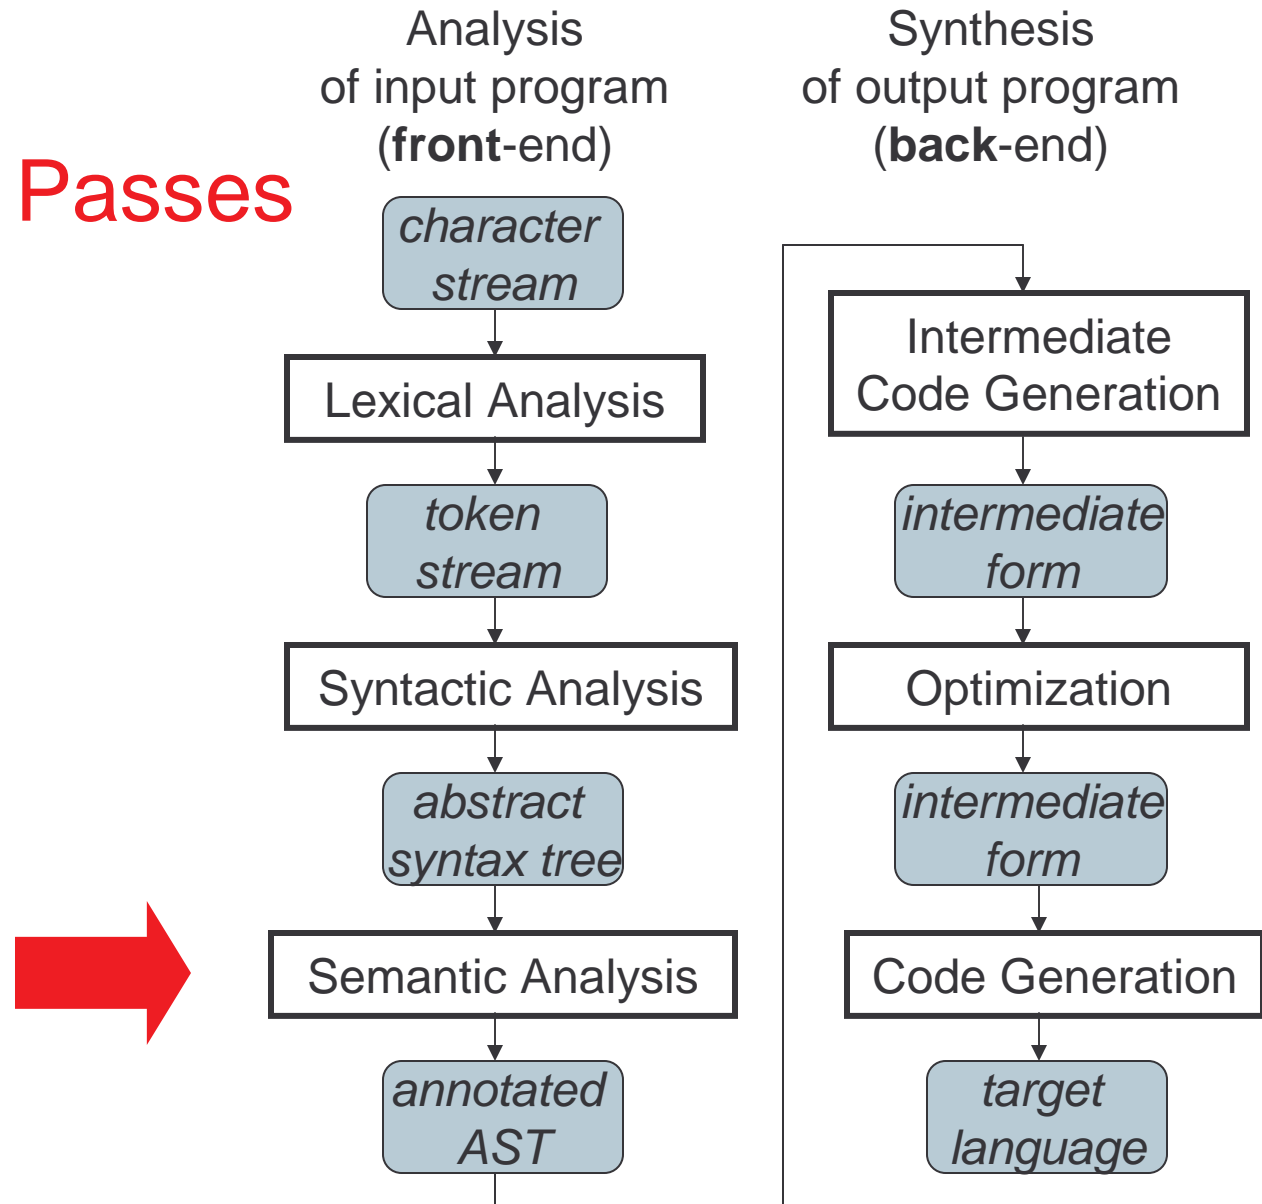 Passes
Analysis
of input program
(front-end)
character
stream
Lexical Analysis
token
stream
Syntactic Analysis
abstract
syntax tree
Semantic Analysis
annotated
AST
Synthesis
of output program
(back-end)
Intermediate
Code Generation
intermediate
form
Optimization
intermediate
form
Code Generation
target
language